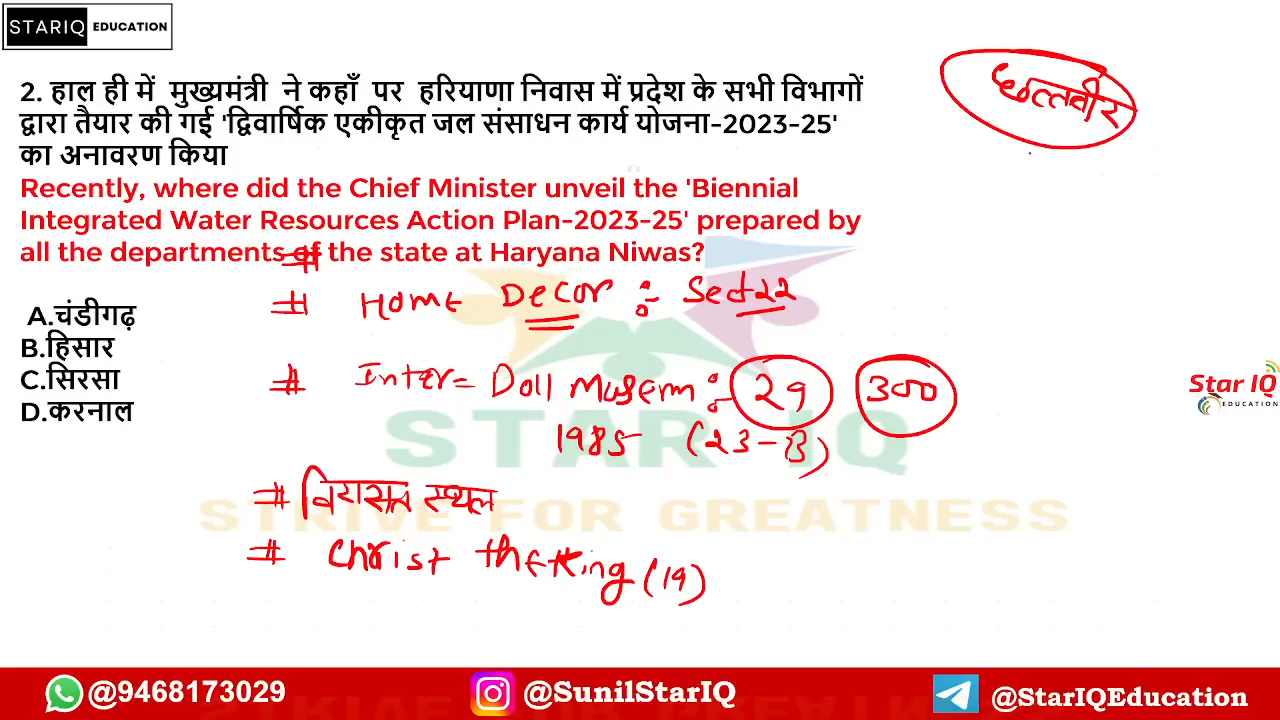 STARIQ EDUCATION
2. हाल ही में मुख्यमंत्री ने कहाँ पर हरियाणा निवास में प्रदेश के सभी विभागों
द्वारा तैयार की गई 'द्विवार्षिक एकीकृत जल संसाधन कार्य योजना-2023-25'
का अनावरण किया
Recently, where did the Chief Minister unveil the 'Biennial
Integrated Water Resources Action Plan-2023-25' prepared by
all the departments of the state at Haryana Niwas?
छत्तबीर
A.चंडीगढ़
B.हिसार
C.सिरसा
D.करनाल
# Home Decor :- Sect 22
# Inter= Doll Museum :- 29 300
1985 (23-B)
# विरासत स्थल
# Christ the King (19)
STAR IQ
STRIVE FOR GREATNESS
Star IQ
EDUCATION
@9468173029 @SunilStarIQ @StarIQEducation